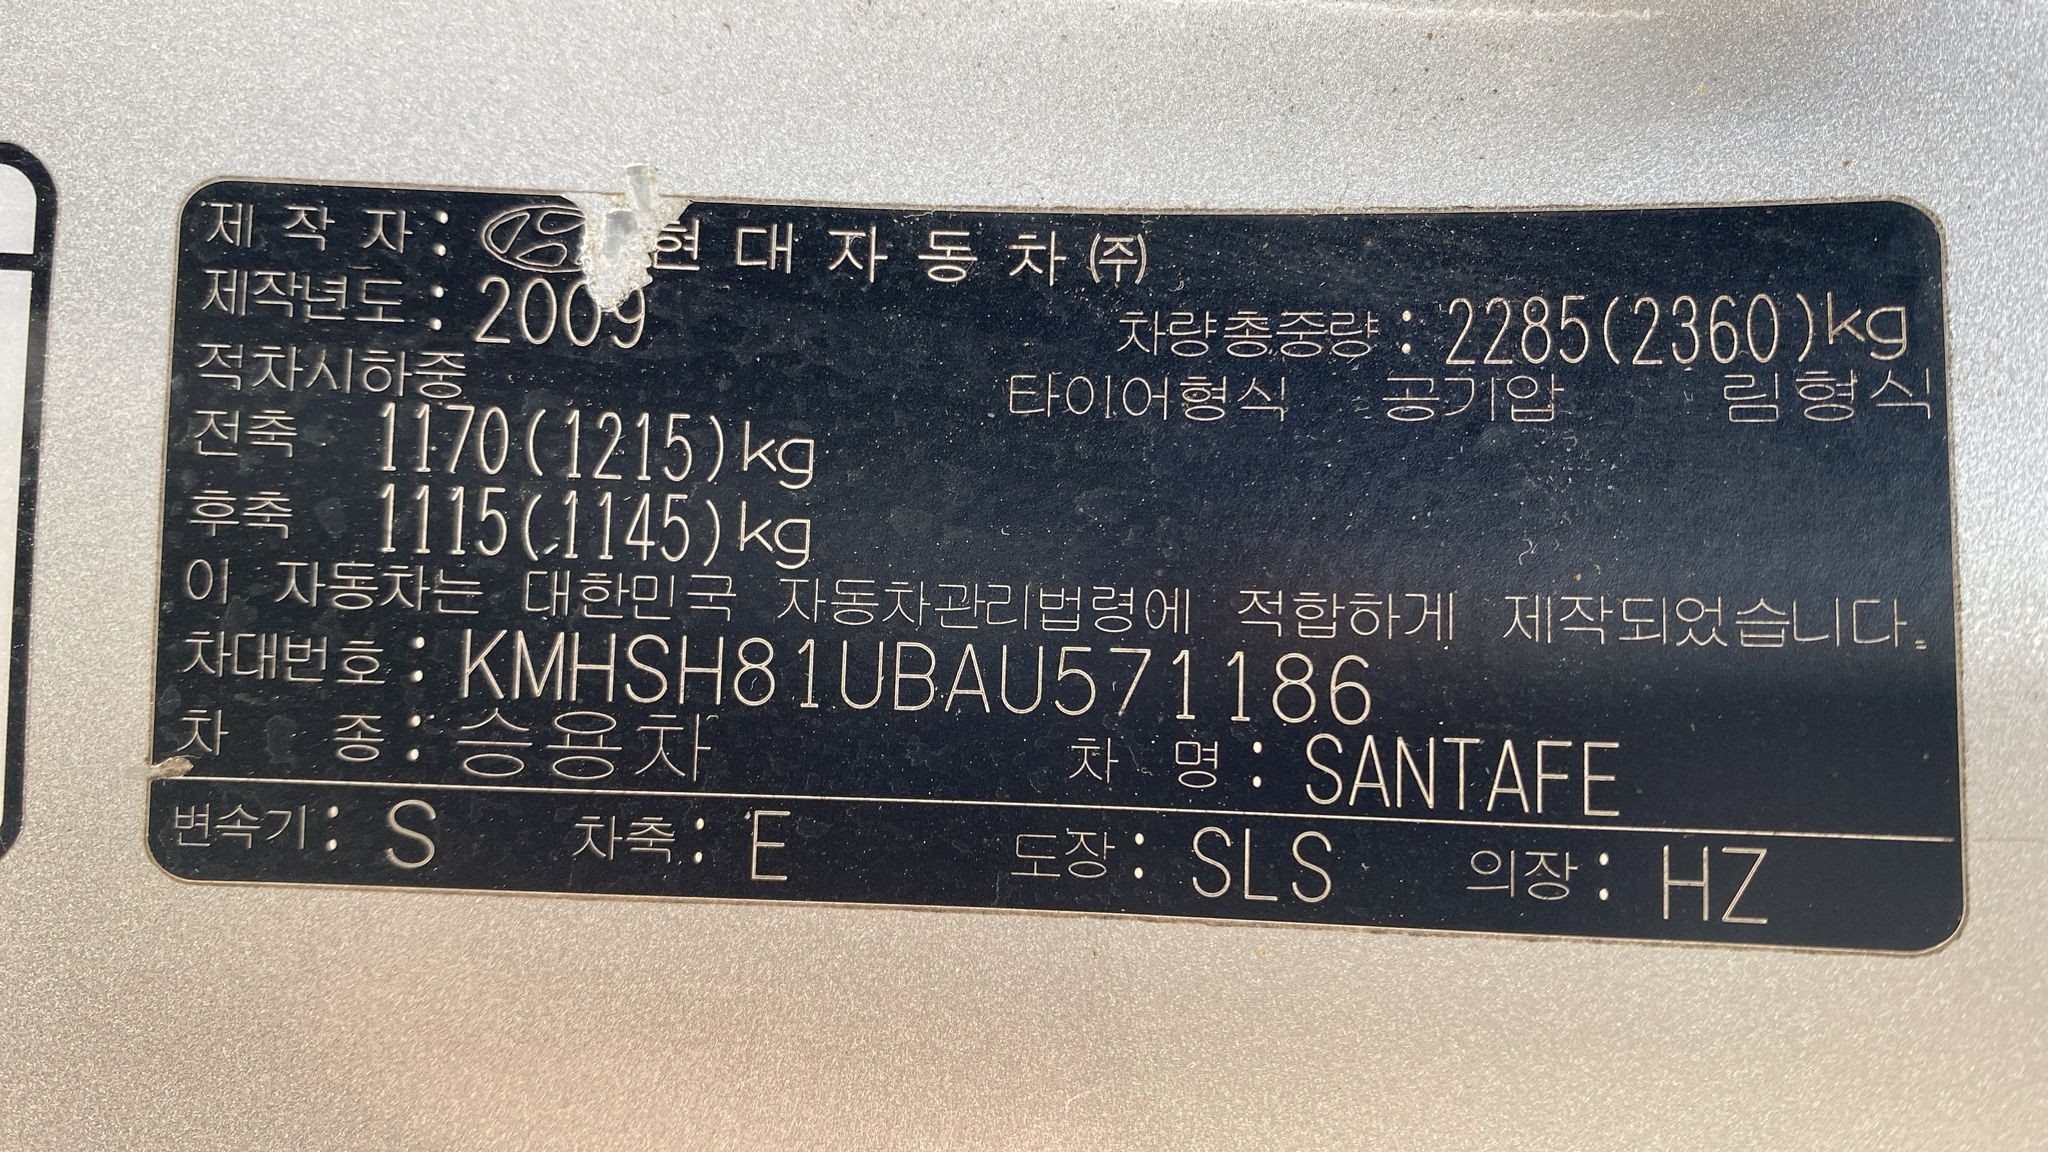 제 작 자 : 현 대 자 동 차 (주)
제작년도 : 2009
차량총중량 : 2285(2360)kg
적차시하중
타이어형식 공기압 림형식
전축 1170(1215)kg
후축 1115(1145)kg
이 자동차는 대한민국 자동차관리법령에 적합하게 제작되었습니다.
차대번호 : KMHSH81UBAU571186
차 종 : 승용차 차 명 : SANTAFE
변속기 : S 차축 : E 도장 : SLS 의장 : HZ